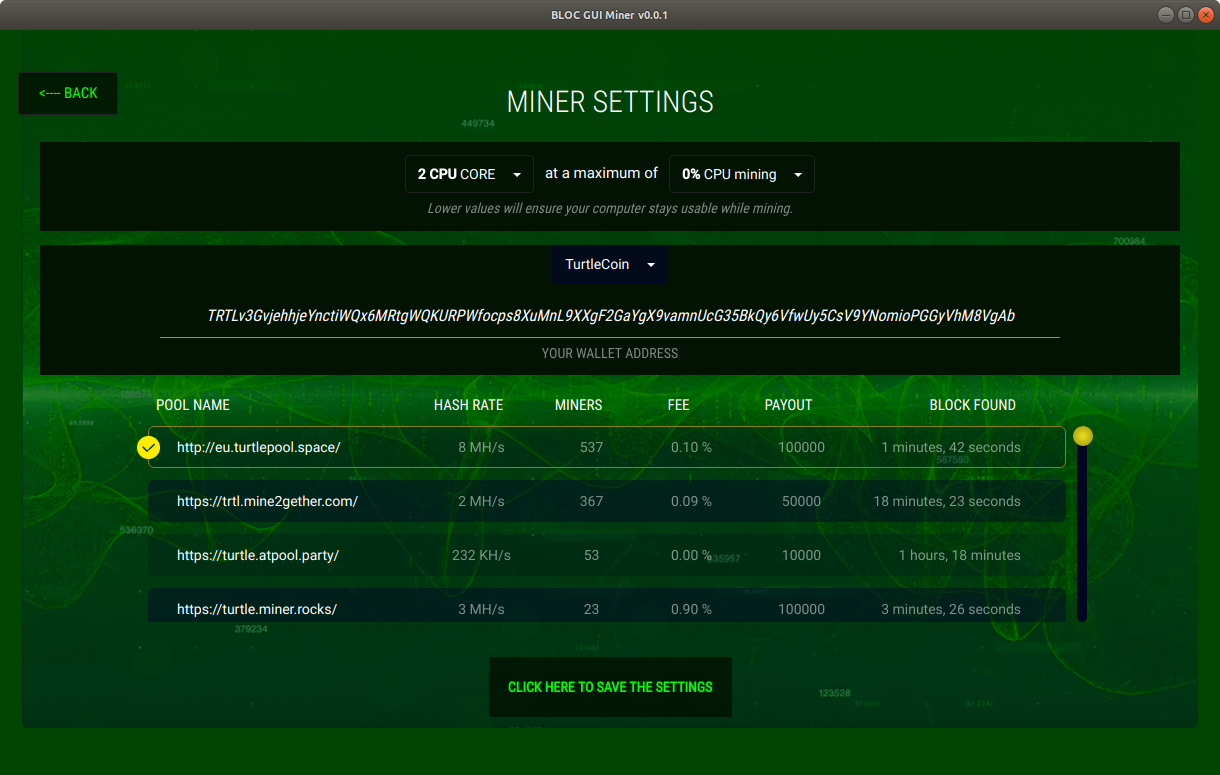 BLOC GUI Miner v0.0.1
<---- BACK
MINER SETTINGS
449734
2 CPU CORE at a maximum of 0% CPU mining
Lower values will ensure your computer stays usable while mining.
700984
TurtleCoin
TRTLv3GvjehhjeYnctiWQx6MRtgWQKURPWfocps8XuMnL9XXgF2GaYgX9vamnUcG35BkQy6VfwUy5CsV9YNomioPGGyVhM8VgAb
YOUR WALLET ADDRESS
POOL NAME HASH RATE MINERS FEE PAYOUT BLOCK FOUND
http://eu.turtlepool.space/ 8 MH/s 537 0.10 % 100000 1 minutes, 42 seconds
https://trtl.mine2gether.com/ 2 MH/s 367 0.09 % 50000 18 minutes, 23 seconds
536370
https://turtle.atpool.party/ 232 KH/s 53 0.00 % 10000 1 hours, 18 minutes
https://turtle.miner.rocks/ 3 MH/s 23 0.90 % 100000 3 minutes, 26 seconds
379234
CLICK HERE TO SAVE THE SETTINGS
123528